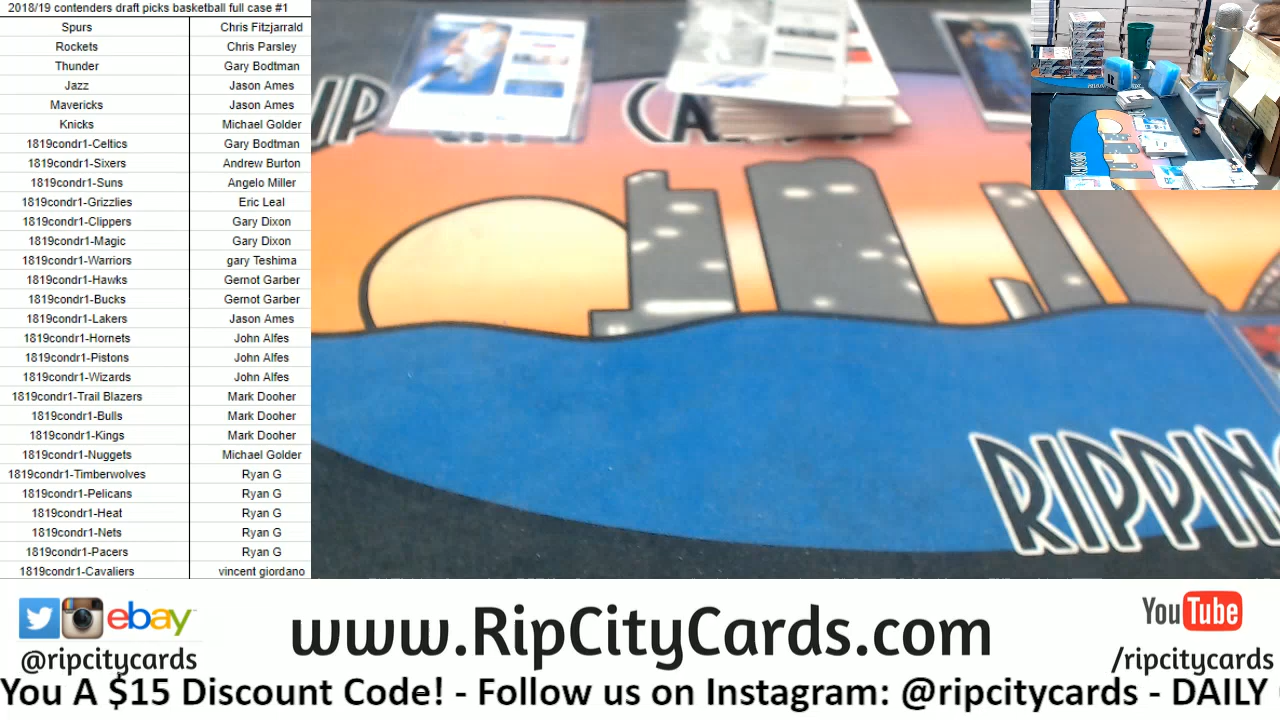 2018/19 contenders draft picks basketball full case #1
Spurs Chris Fitzjarrald
Rockets Chris Parsley
Thunder Gary Bodtman
Jazz Jason Ames
Mavericks Jason Ames
Knicks Michael Golder
1819condr1-Celtics Gary Bodtman
1819condr1-Sixers Andrew Burton
1819condr1-Suns Angelo Miller
1819condr1-Grizzlies Eric Leal
1819condr1-Clippers Gary Dixon
1819condr1-Magic Gary Dixon
1819condr1-Warriors gary Teshima
1819condr1-Hawks Gernot Garber
1819condr1-Bucks Gernot Garber
1819condr1-Lakers Jason Ames
1819condr1-Hornets John Alfes
1819condr1-Pistons John Alfes
1819condr1-Wizards John Alfes
1819condr1-Trail Blazers Mark Dooher
1819condr1-Bulls Mark Dooher
1819condr1-Kings Mark Dooher
1819condr1-Nuggets Michael Golder
1819condr1-Timberwolves Ryan G
1819condr1-Pelicans Ryan G
1819condr1-Heat Ryan G
1819condr1-Nets Ryan G
1819condr1-Pacers Ryan G
1819condr1-Cavaliers vincent giordano
RIPPIN
ebay
@ripcitycards
www.RipCityCards.com
YouTube
/ripcitycards
You A $15 Discount Code! - Follow us on Instagram: @ripcitycards - DAILY